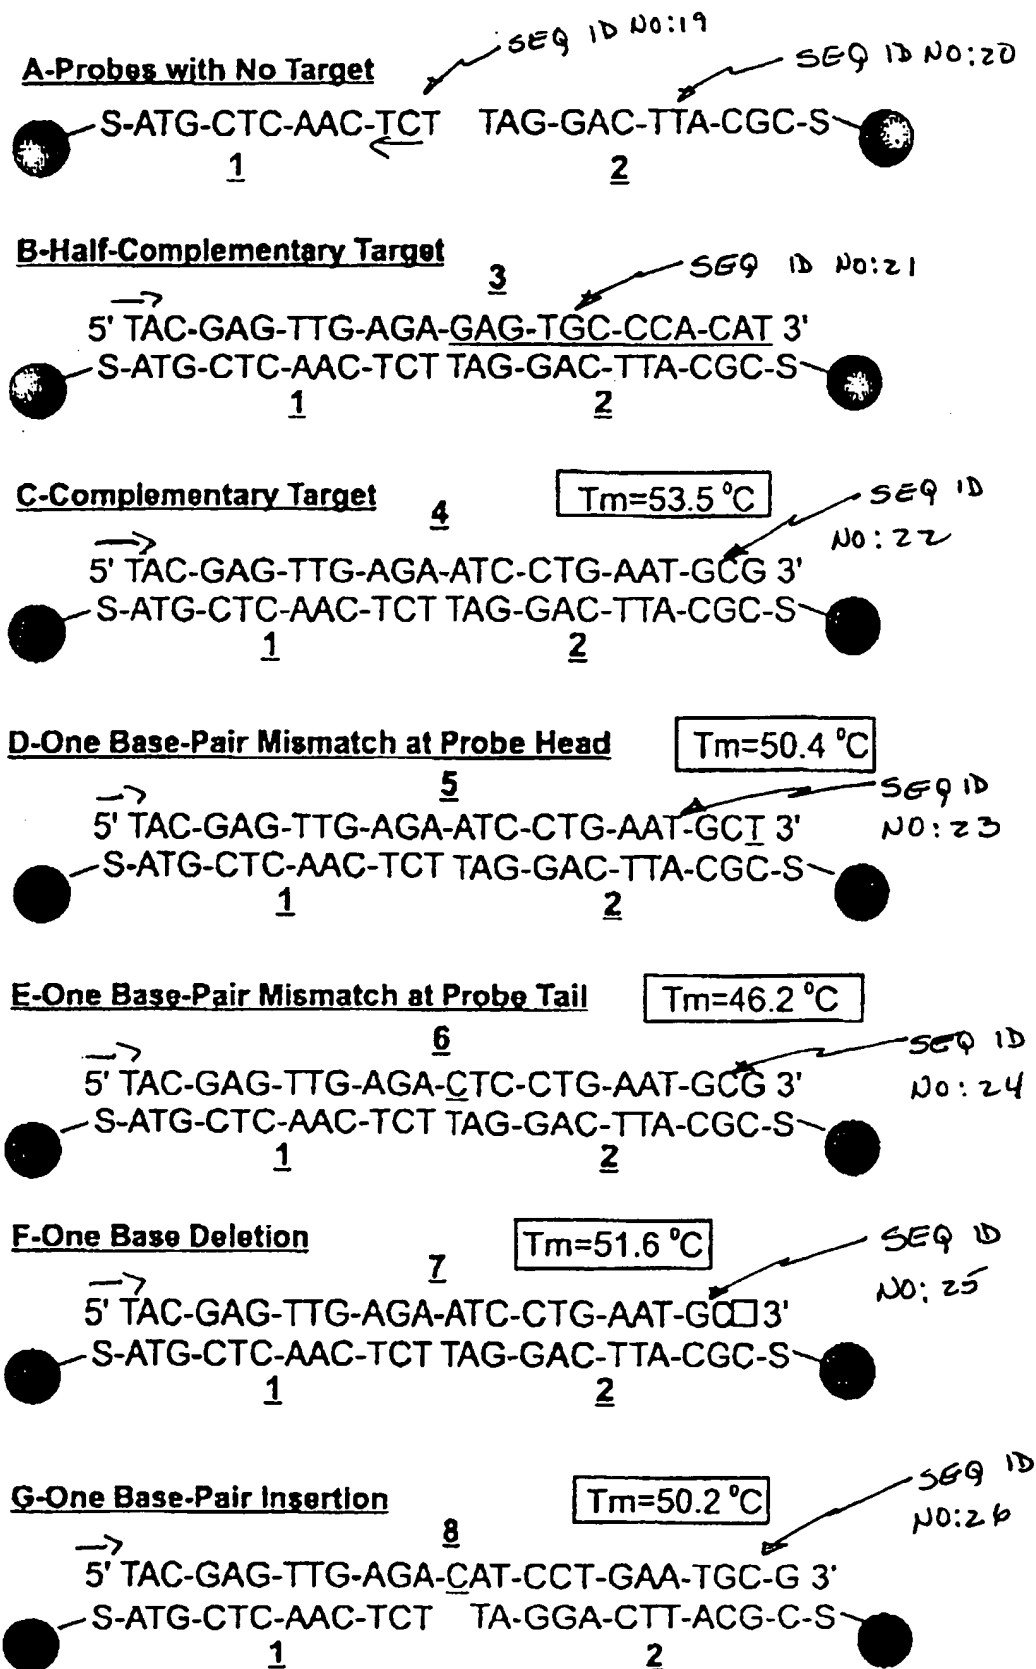 SEQ ID NO:19
A-Probes with No Target
SEQ ID NO:20
S-ATG-CTC-AAC-TCT TAG-GAC-TTA-CGC-S
1 2
B-Half-Complementary Target
3
SEQ ID NO:21
5' TAC-GAG-TTG-AGA-GAG-TGC-CCA-CAT 3'
S-ATG-CTC-AAC-TCT TAG-GAC-TTA-CGC-S
1 2
C-Complementary Target
4
Tm=53.5 °C
SEQ ID
NO:22
5' TAC-GAG-TTG-AGA-ATC-CTG-AAT-GCG 3'
S-ATG-CTC-AAC-TCT TAG-GAC-TTA-CGC-S
1 2
D-One Base-Pair Mismatch at Probe Head
Tm=50.4 °C
5
SEQ ID
NO:23
5' TAC-GAG-TTG-AGA-ATC-CTG-AAT-GCT 3'
S-ATG-CTC-AAC-TCT TAG-GAC-TTA-CGC-S
1 2
E-One Base-Pair Mismatch at Probe Tail
Tm=46.2 °C
6
SEQ ID
NO:24
5' TAC-GAG-TTG-AGA-CTC-CTG-AAT-GCG 3'
S-ATG-CTC-AAC-TCT TAG-GAC-TTA-CGC-S
1 2
F-One Base Deletion
Tm=51.6 °C
7
SEQ ID
NO:25
5' TAC-GAG-TTG-AGA-ATC-CTG-AAT-GC□ 3'
S-ATG-CTC-AAC-TCT TAG-GAC-TTA-CGC-S
1 2
G-One Base-Pair Insertion
Tm=50.2 °C
8
SEQ ID
NO:26
5' TAC-GAG-TTG-AGA-CAT-CCT-GAA-TGC-G 3'
S-ATG-CTC-AAC-TCT TA-GGA-CTT-ACG-C-S
1 2